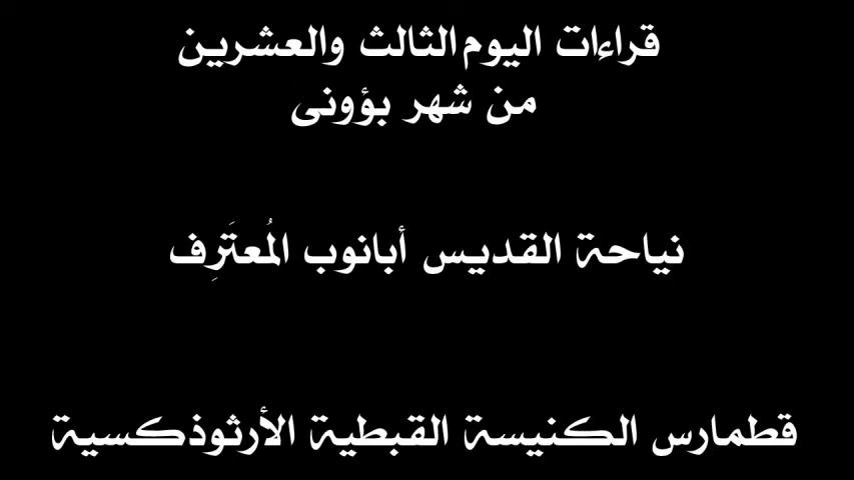 قراءات اليوم الثالث والعشرين
من شهر بؤونى
نياحة القديس أبانوب المُعتَرِف
قطمارس الكنيسة القبطية الأرثوذكسية